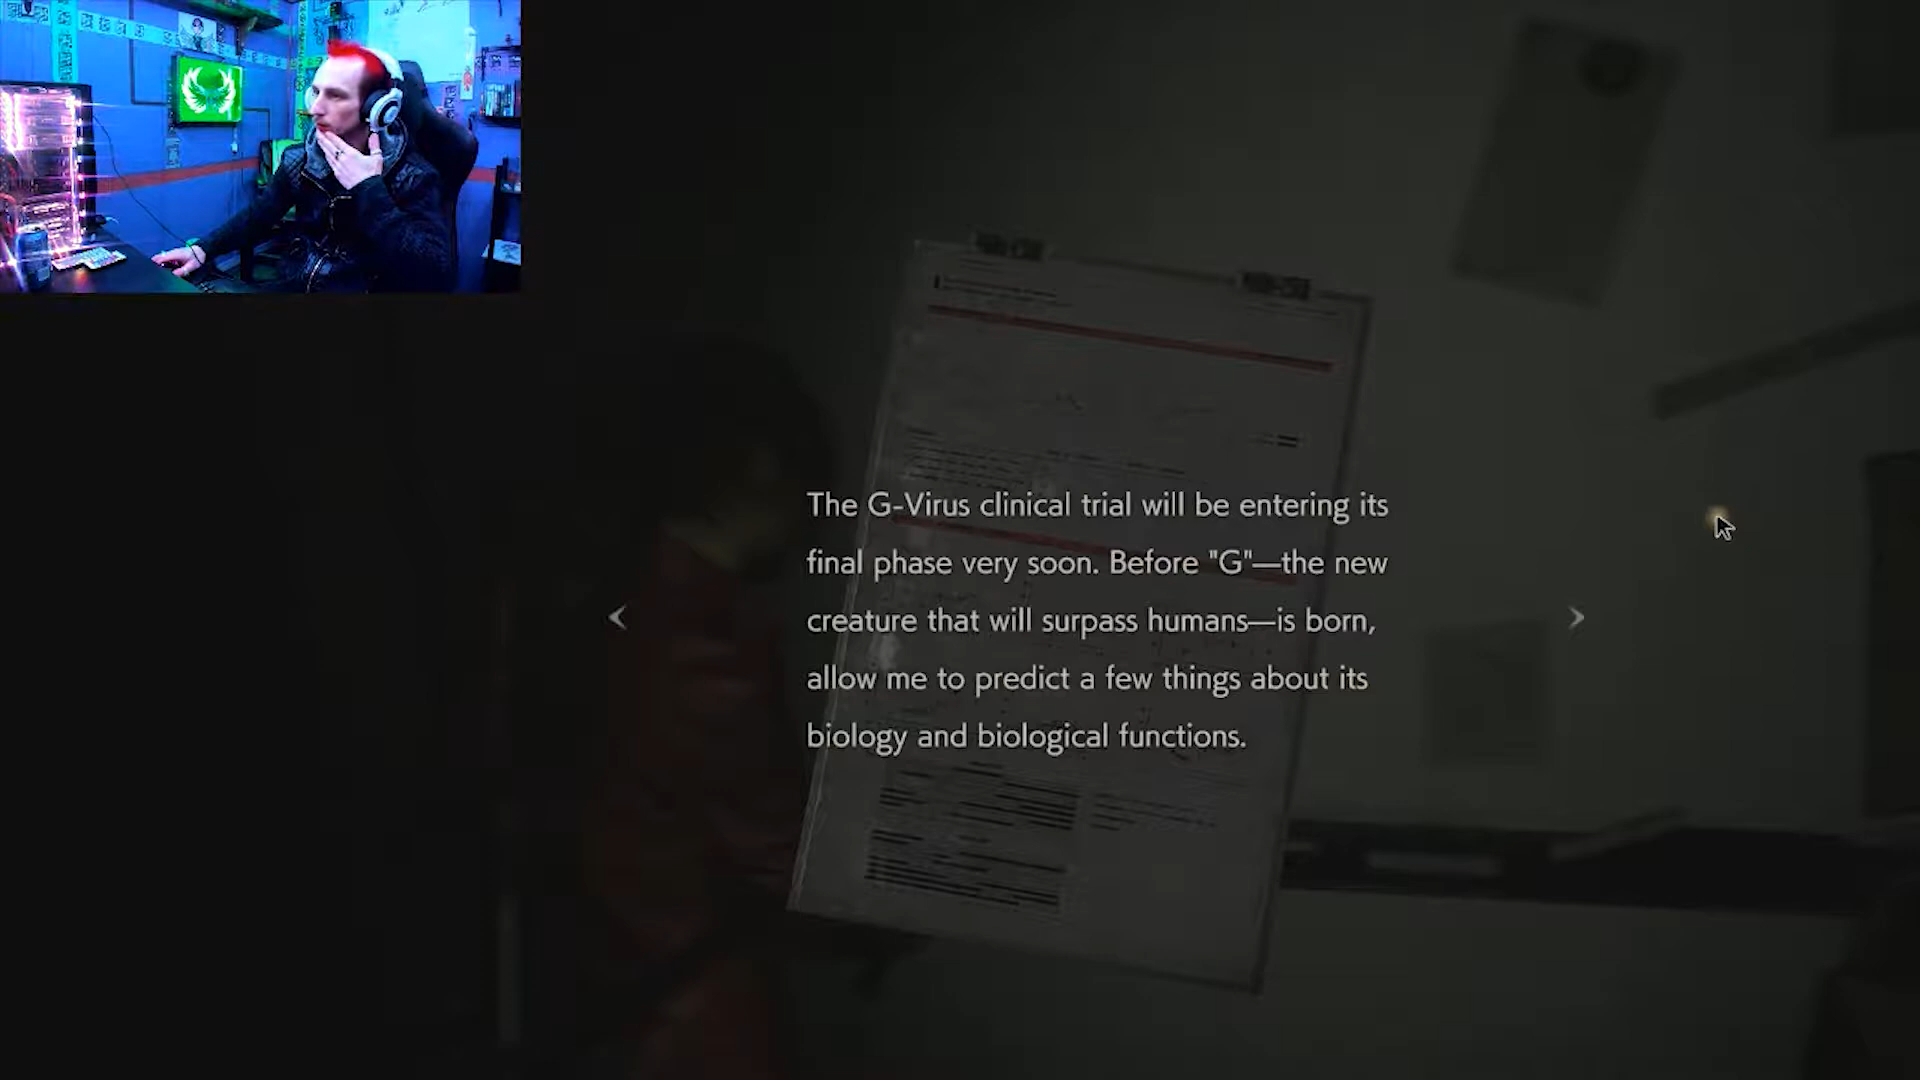 The G-Virus clinical trial will be entering its
final phase very soon. Before "G"—the new
creature that will surpass humans—is born,
allow me to predict a few things about its
biology and biological functions.